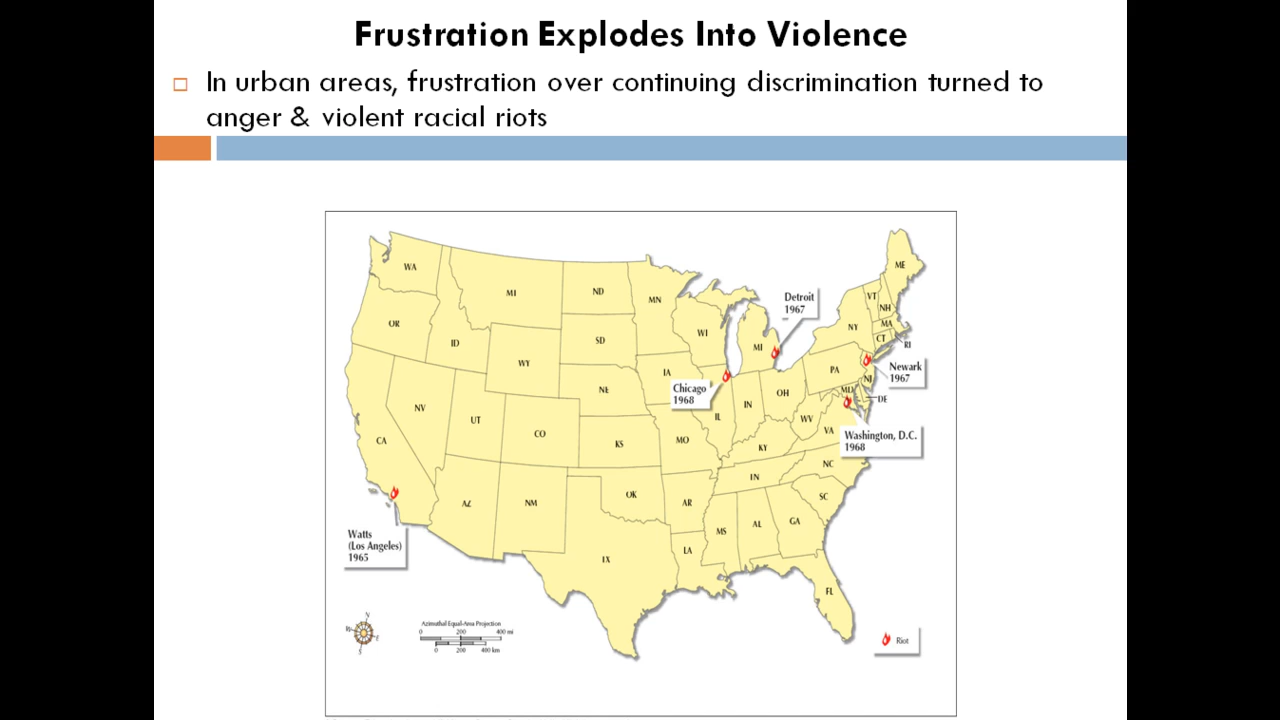 Frustration Explodes Into Violence
In urban areas, frustration over continuing discrimination turned to
anger & violent racial riots
WA
MI
ND
MN
ME
VT
NH
Detroit
1967
OR
ID
SD
WI
MI
NY
MA
CT
RI
WY
IA
PA
Newark
1967
NJ
NV
NE
Chicago
1968
OH
MD
DE
UT
CO
IL
IN
WV
VA
Washington, D.C.
1968
CA
KS
MO
KY
NC
AZ
NM
OK
AR
TN
SC
MS
AL
GA
Watts
(Los Angeles)
1965
TX
LA
FL
N
W
E
S
Azimuthal Equal-Area Projection
0 200 400 mi
0 200 400 km
Riot